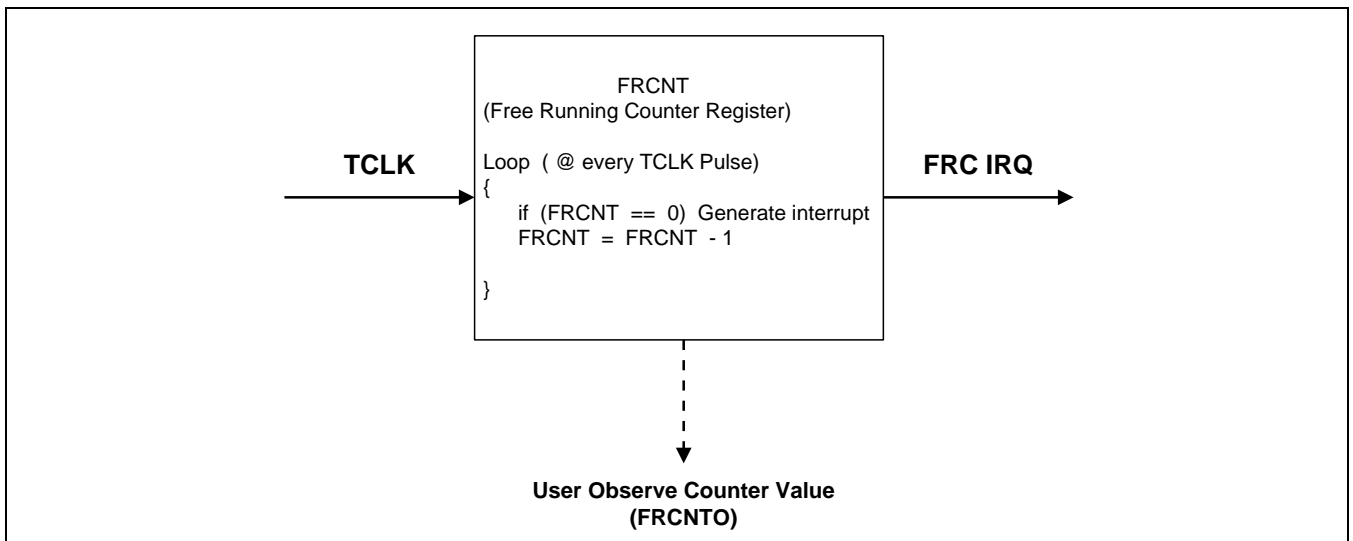 FRCNT
(Free Running Counter Register)
TCLK
Loop ( @ every TCLK Pulse)
{
if (FRCNT == 0) Generate interrupt
FRCNT = FRCNT - 1
}
FRC IRQ
User Observe Counter Value
(FRCNTO)